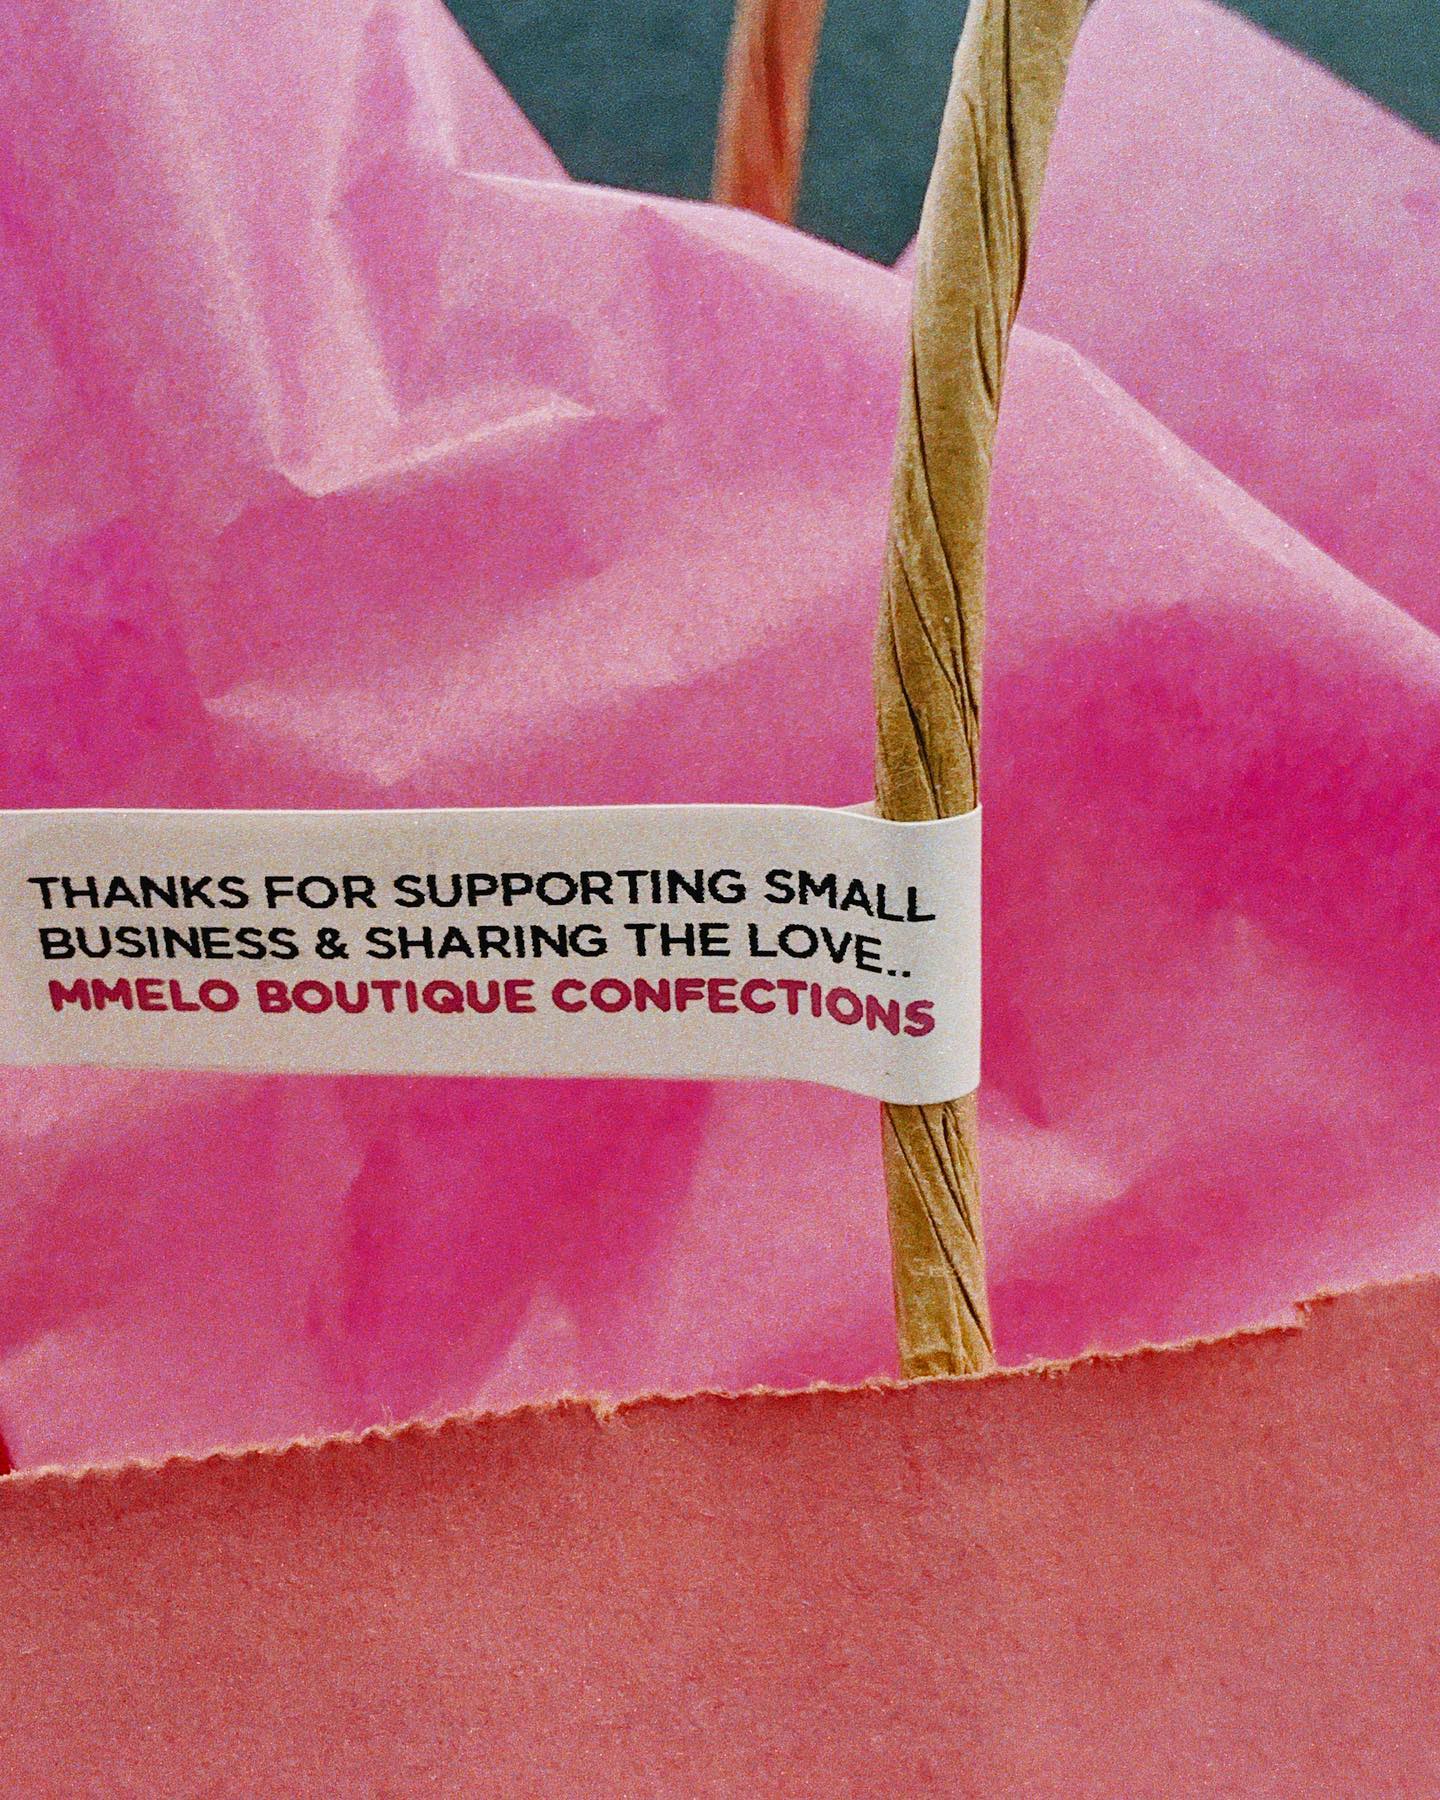 THANKS FOR SUPPORTING SMALL
BUSINESS & SHARING THE LOVE..
MMELO BOUTIQUE CONFECTIONS